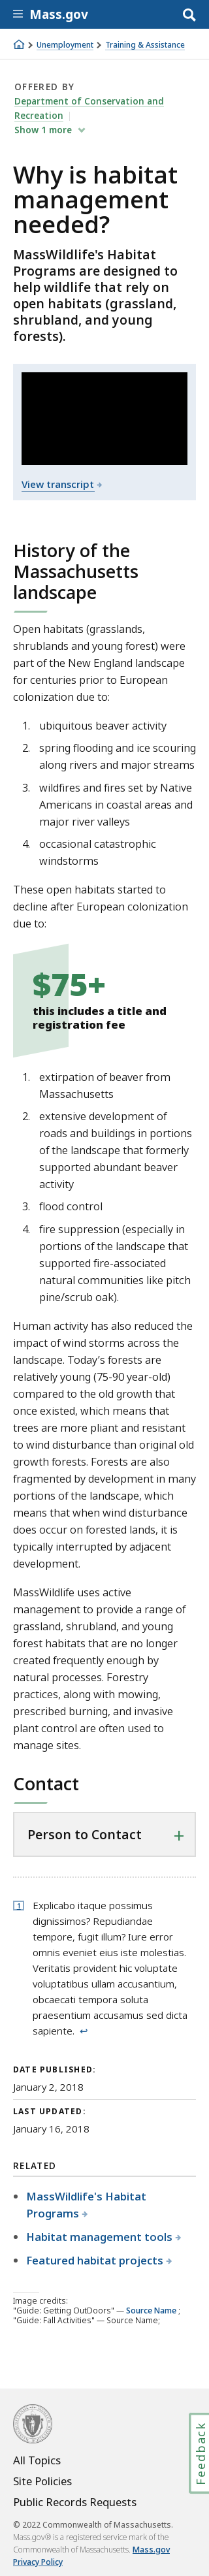 Mass.gov
Unemployment
Training & Assistance
OFFERED BY
Department of Conservation and
Recreation
Show 1 more
Why is habitat
management
needed?
MassWildlife's Habitat
Programs are designed to
help wildlife that rely on
open habitats (grassland,
shrubland, and young
forests).
View transcript
History of the
Massachusetts
landscape
Open habitats (grasslands,
shrublands and young forest) were
part of the New England landscape
for centuries prior to European
colonization due to:
1. ubiquitous beaver activity
2. spring flooding and ice scouring
along rivers and major streams
3. wildfires and fires set by Native
Americans in coastal areas and
major river valleys
4. occasional catastrophic
windstorms
These open habitats started to
decline after European colonization
due to:
$75+
this includes a title and
registration fee
1. extirpation of beaver from
Massachusetts
2. extensive development of
roads and buildings in portions
of the landscape that formerly
supported abundant beaver
activity
3. flood control
4. fire suppression (especially in
portions of the landscape that
supported fire-associated
natural communities like pitch
pine/scrub oak).
Human activity has also reduced the
impact of wind storms across the
landscape. Today's forests are
relatively young (75-90 year-old)
compared to the old growth that
once existed, which means that
trees are more pliant and resistant
to wind disturbance than original old
growth forests. Forests are also
fragmented by development in many
portions of the landscape, which
means that when wind disturbance
does occur on forested lands, it is
typically interrupted by adjacent
development.
MassWildlife uses active
management to provide a range of
grassland, shrubland, and young
forest habitats that are no longer
created frequently enough by
natural processes. Forestry
practices, along with mowing,
prescribed burning, and invasive
plant control are often used to
manage sites.
Contact
Person to Contact +
1 Explicabo itaque possimus
dignissimos? Repudiandae
tempore, fugit illum? Iure error
omnis eveniet eius iste molestias.
Veritatis provident hic voluptate
voluptatibus ullam accusantium,
obcaecati tempora soluta
praesentium accusamus sed dicta
sapiente. ↩
DATE PUBLISHED:
January 2, 2018
LAST UPDATED:
January 16, 2018
RELATED
MassWildlife's Habitat
Programs
Habitat management tools
Featured habitat projects
Image credits:
"Guide: Getting OutDoors" — Source Name ;
"Guide: Fall Activities" — Source Name;
Feedback
All Topics
Site Policies
Public Records Requests
© 2022 Commonwealth of Massachusetts.
Mass.gov® is a registered service mark of the
Commonwealth of Massachusetts. Mass.gov
Privacy Policy